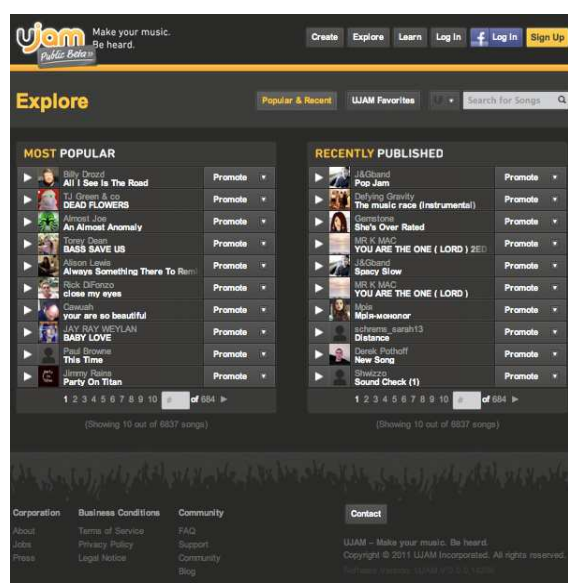 ujam
Public Beta»
Make your music.
Be heard.
Create Explore Learn Log In f Log In Sign Up
Explore
Popular & Recent UJAM Favorites Search for Songs
MOST POPULAR
Billy Drozd
All I See Is The Road Promote
TJ Green & co
DEAD FLOWERS Promote
Almost Joe
An Almost Anomaly Promote
Torey Dean
BASS SAVE US Promote
Alison Lewis
Always Something There To Remi Promote
Rick DiFonzo
close my eyes Promote
Cawuah
your are so beautiful Promote
JAY RAY WEYLAN
BABY LOVE Promote
Paul Browne
This Time Promote
Jimmy Rains
Party On Titan Promote
1 2 3 4 5 6 7 8 9 10 # of 684
(Showing 10 out of 6837 songs)
RECENTLY PUBLISHED
J&Gband
Pop Jam Promote
Defying Gravity
The music race (Instrumental) Promote
Gemstone
She's Over Rated Promote
MR K MAC
YOU ARE THE ONE ( LORD ) 2ED Promote
J&Gband
Spacy Slow Promote
MR K MAC
YOU ARE THE ONE ( LORD ) Promote
Mpis
Мрія-монолог Promote
schrems_sarah13
Distance Promote
Derek Pothoff
New Song Promote
Shwizzo
Sound Check (1) Promote
1 2 3 4 5 6 7 8 9 10 # of 684
(Showing 10 out of 6837 songs)
Corporation
About
Jobs
Press
Business Conditions
Terms of Service
Privacy Policy
Legal Notice
Community
FAQ
Support
Community
Blog
Contact
UJAM – Make your music. Be heard.
Copyright © 2011 UJAM Incorporated. All rights reserved.